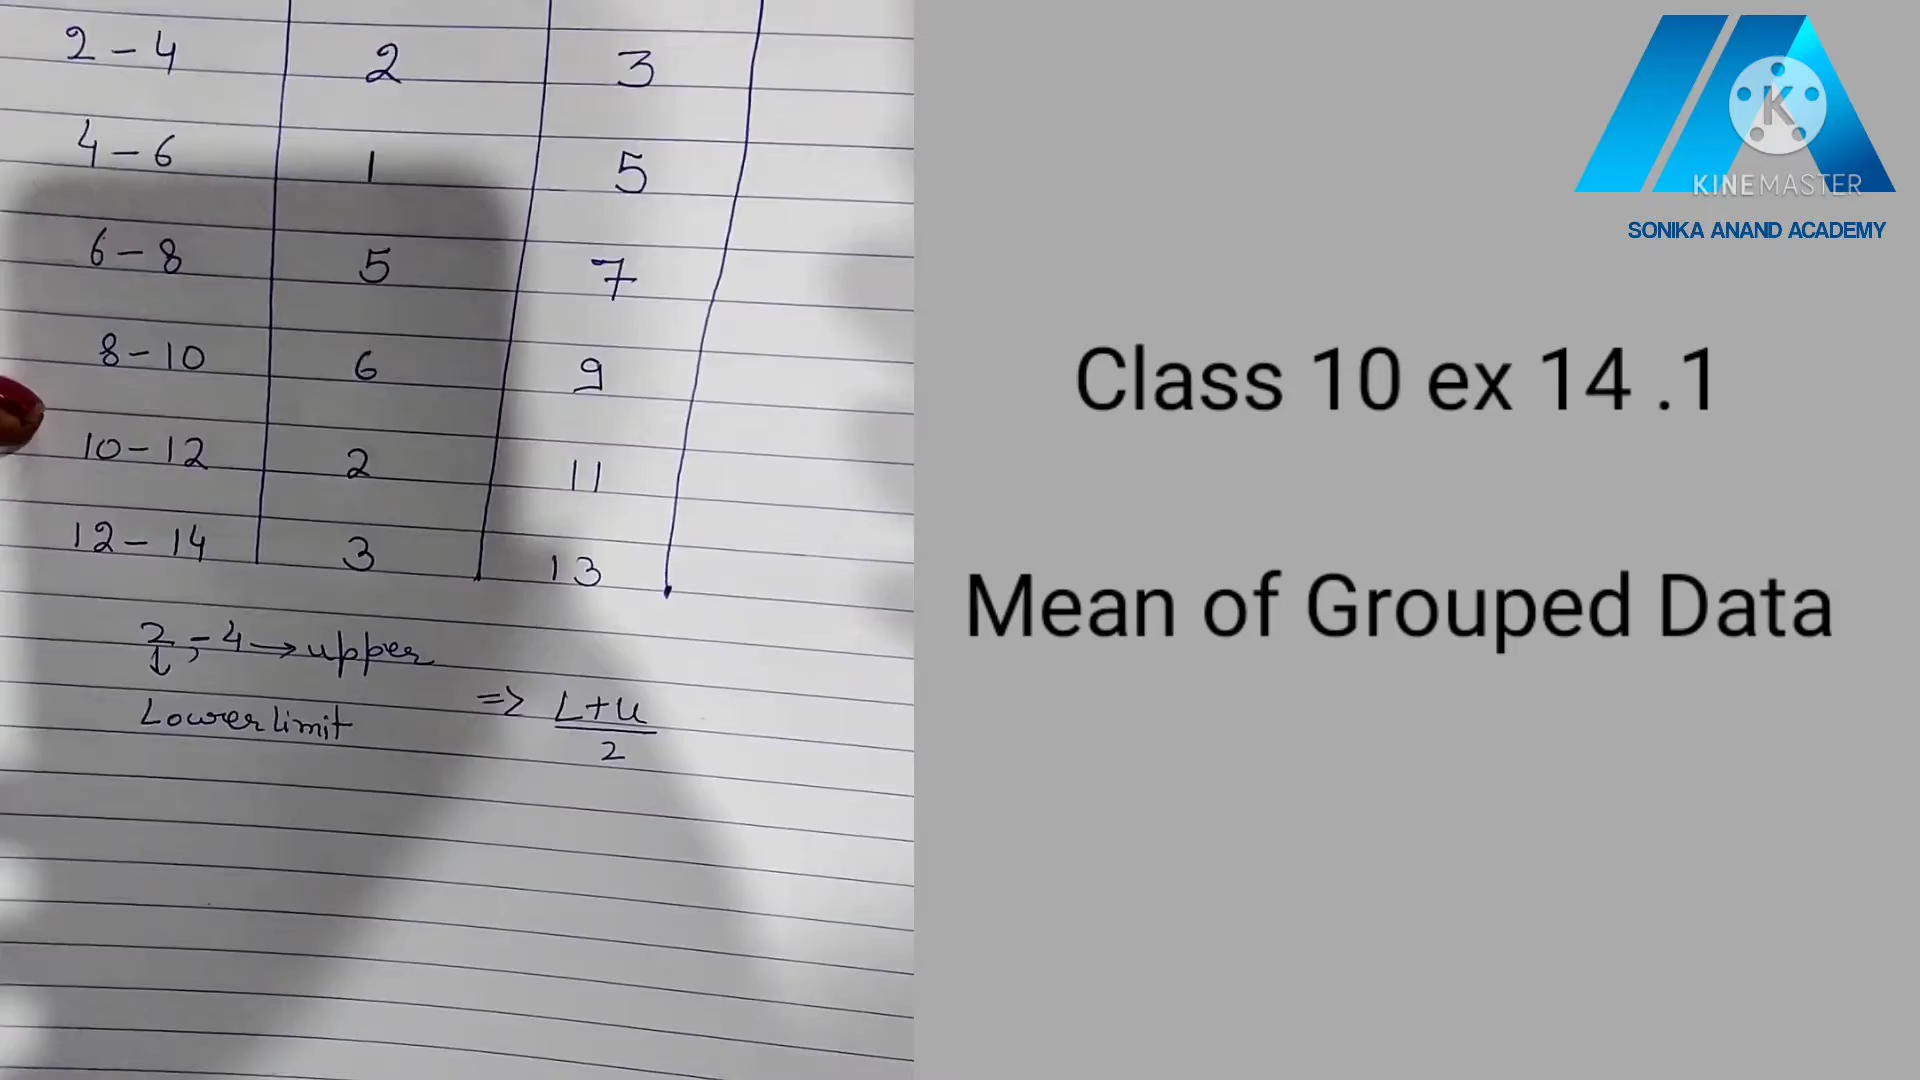 2 - 4 2 3
4 - 6 1 5
6 - 8 5 7
8 - 10 6 9
10 - 12 2 11
12 - 14 3 13
2 - 4 → upper
↓
Lower limit
=> L+u
2
K
KINEMASTER
SONIKA ANAND ACADEMY
Class 10 ex 14 .1
Mean of Grouped Data